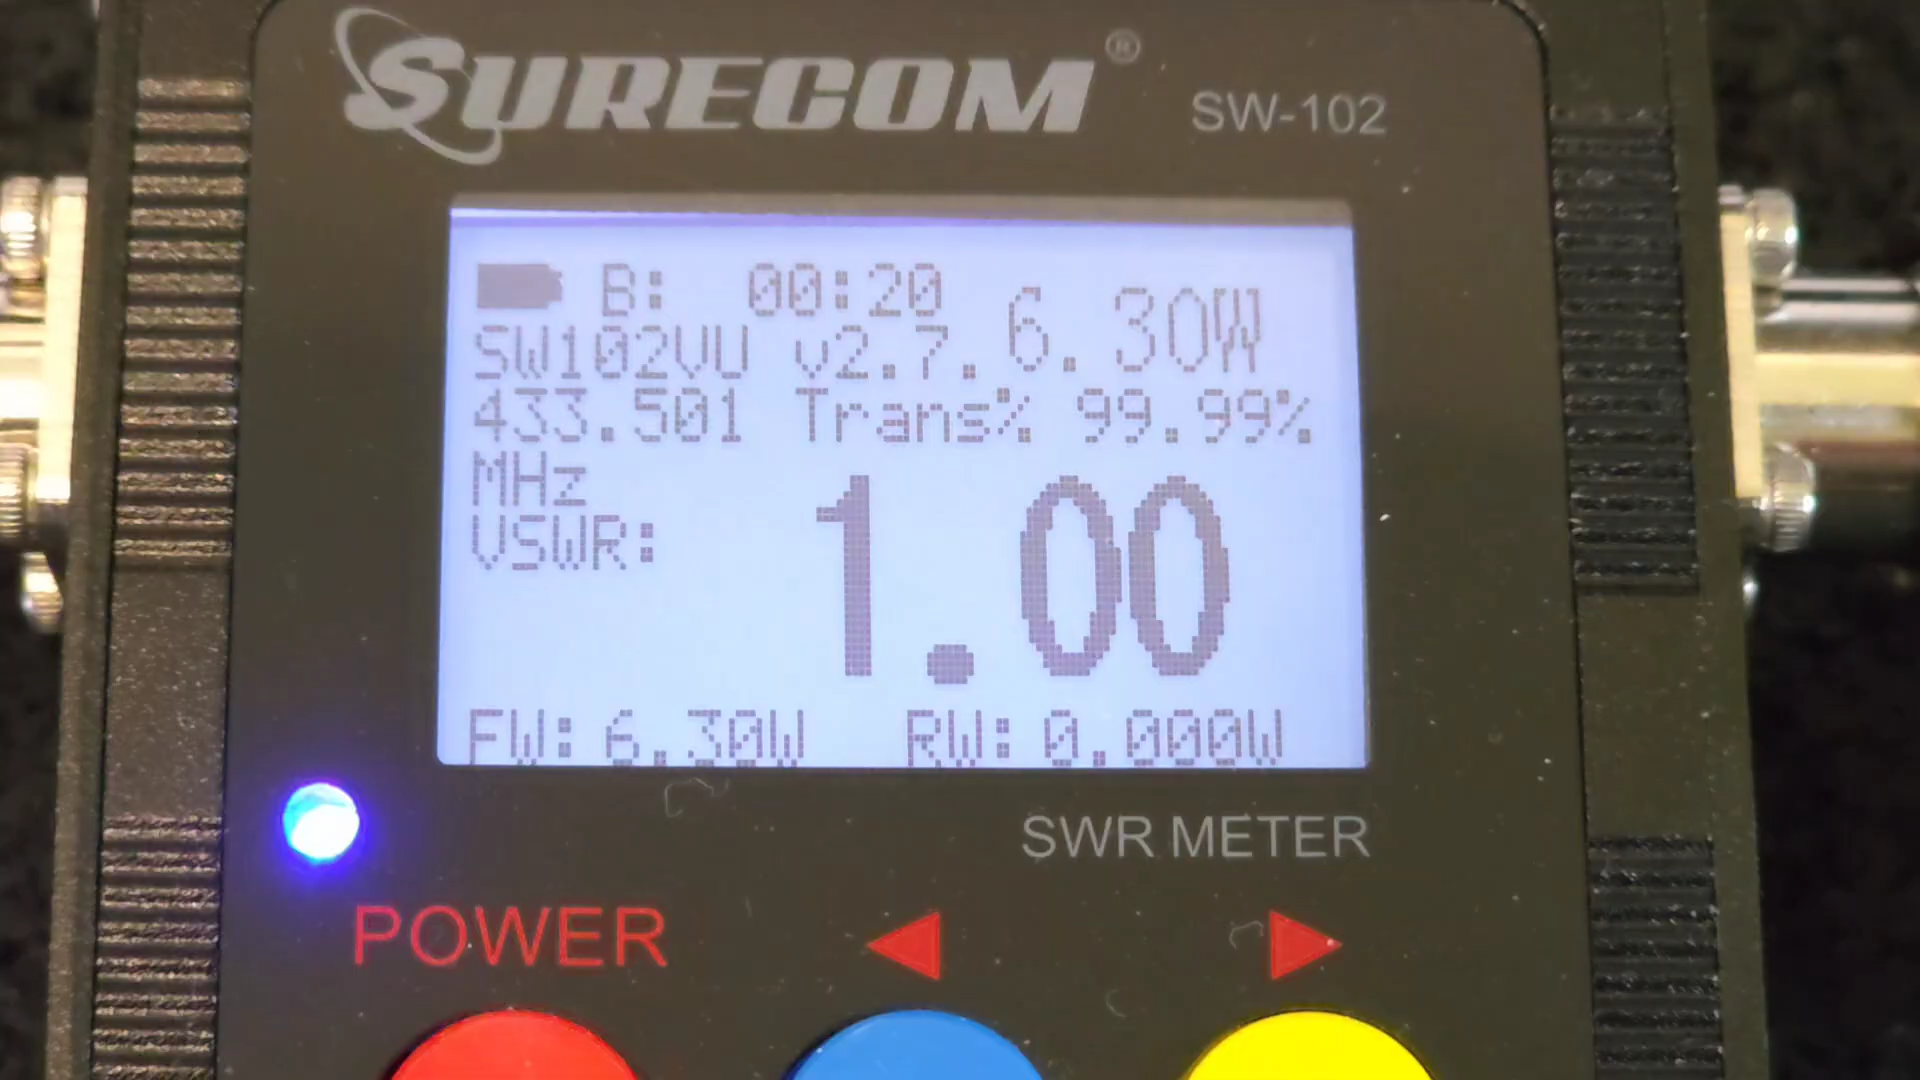 SURECOM® SW-102
B: 00:20 6.30W
SW102VU v2.7.
433.501 Trans% 99.99%
MHz
VSWR: 1.00
FW: 6.30W RW: 0.000W
SWR METER
POWER ◀ ▶